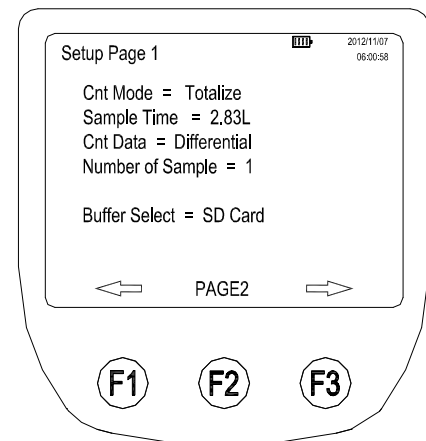 2012/11/07
Setup Page 1
06:00:58
Cnt Mode = Totalize
Sample Time = 2.83L
Cnt Data = Differential
Number of Sample = 1
Buffer Select = SD Card
PAGE2
F1 F2 F3